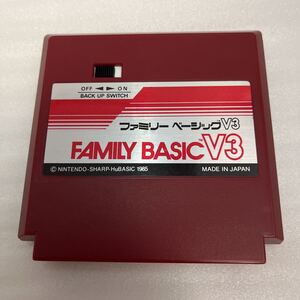 OFF ◄ ► ON
BACK UP SWITCH
ファミリー ベーシックV3
FAMILY BASIC V3
© NINTENDO·SHARP·HuBASIC 1985 MADE IN JAPAN